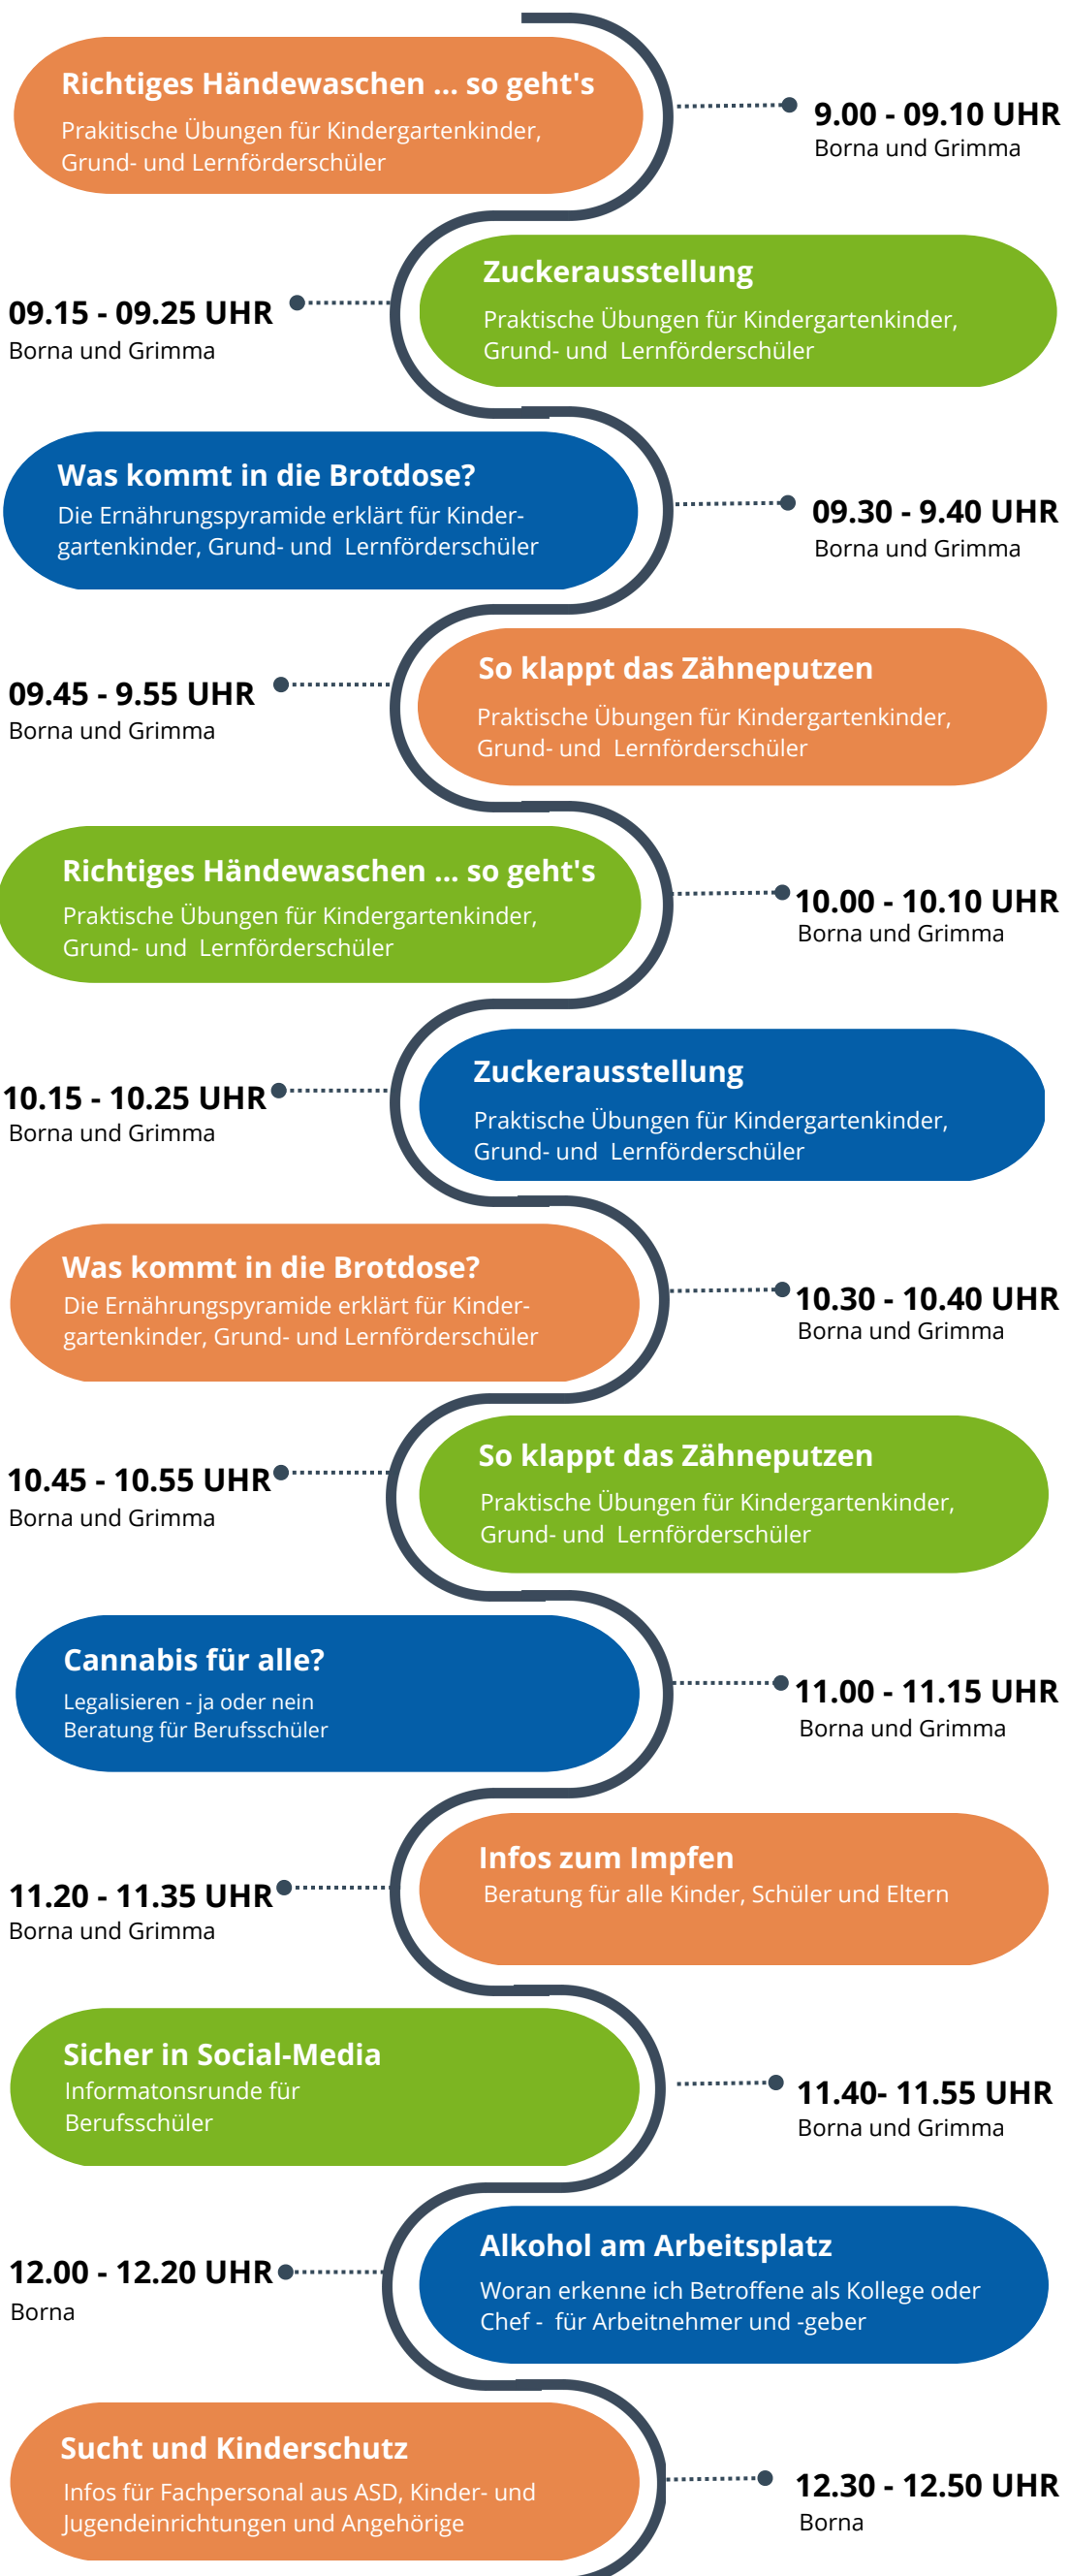 Richtiges Händewaschen ... so geht's
Prakitische Übungen für Kindergartenkinder,
Grund- und Lernförderschüler
9.00 - 09.10 UHR
Borna und Grimma
Zuckerausstellung
Praktische Übungen für Kindergartenkinder,
Grund- und Lernförderschüler
09.15 - 09.25 UHR
Borna und Grimma
Was kommt in die Brotdose?
Die Ernährungspyramide erklärt für Kinder-
gartenkinder, Grund- und Lernförderschüler
09.30 - 9.40 UHR
Borna und Grimma
So klappt das Zähneputzen
Praktische Übungen für Kindergartenkinder,
Grund- und Lernförderschüler
09.45 - 9.55 UHR
Borna und Grimma
Richtiges Händewaschen ... so geht's
Praktische Übungen für Kindergartenkinder,
Grund- und Lernförderschüler
10.00 - 10.10 UHR
Borna und Grimma
Zuckerausstellung
Praktische Übungen für Kindergartenkinder,
Grund- und Lernförderschüler
10.15 - 10.25 UHR
Borna und Grimma
Was kommt in die Brotdose?
Die Ernährungspyramide erklärt für Kinder-
gartenkinder, Grund- und Lernförderschüler
10.30 - 10.40 UHR
Borna und Grimma
So klappt das Zähneputzen
Praktische Übungen für Kindergartenkinder,
Grund- und Lernförderschüler
10.45 - 10.55 UHR
Borna und Grimma
Cannabis für alle?
Legalisieren - ja oder nein
Beratung für Berufsschüler
11.00 - 11.15 UHR
Borna und Grimma
Infos zum Impfen
Beratung für alle Kinder, Schüler und Eltern
11.20 - 11.35 UHR
Borna und Grimma
Sicher in Social-Media
Informatonsrunde für
Berufsschüler
11.40- 11.55 UHR
Borna und Grimma
Alkohol am Arbeitsplatz
Woran erkenne ich Betroffene als Kollege oder
Chef - für Arbeitnehmer und -geber
12.00 - 12.20 UHR
Borna
Sucht und Kinderschutz
Infos für Fachpersonal aus ASD, Kinder- und
Jugendeinrichtungen und Angehörige
12.30 - 12.50 UHR
Borna